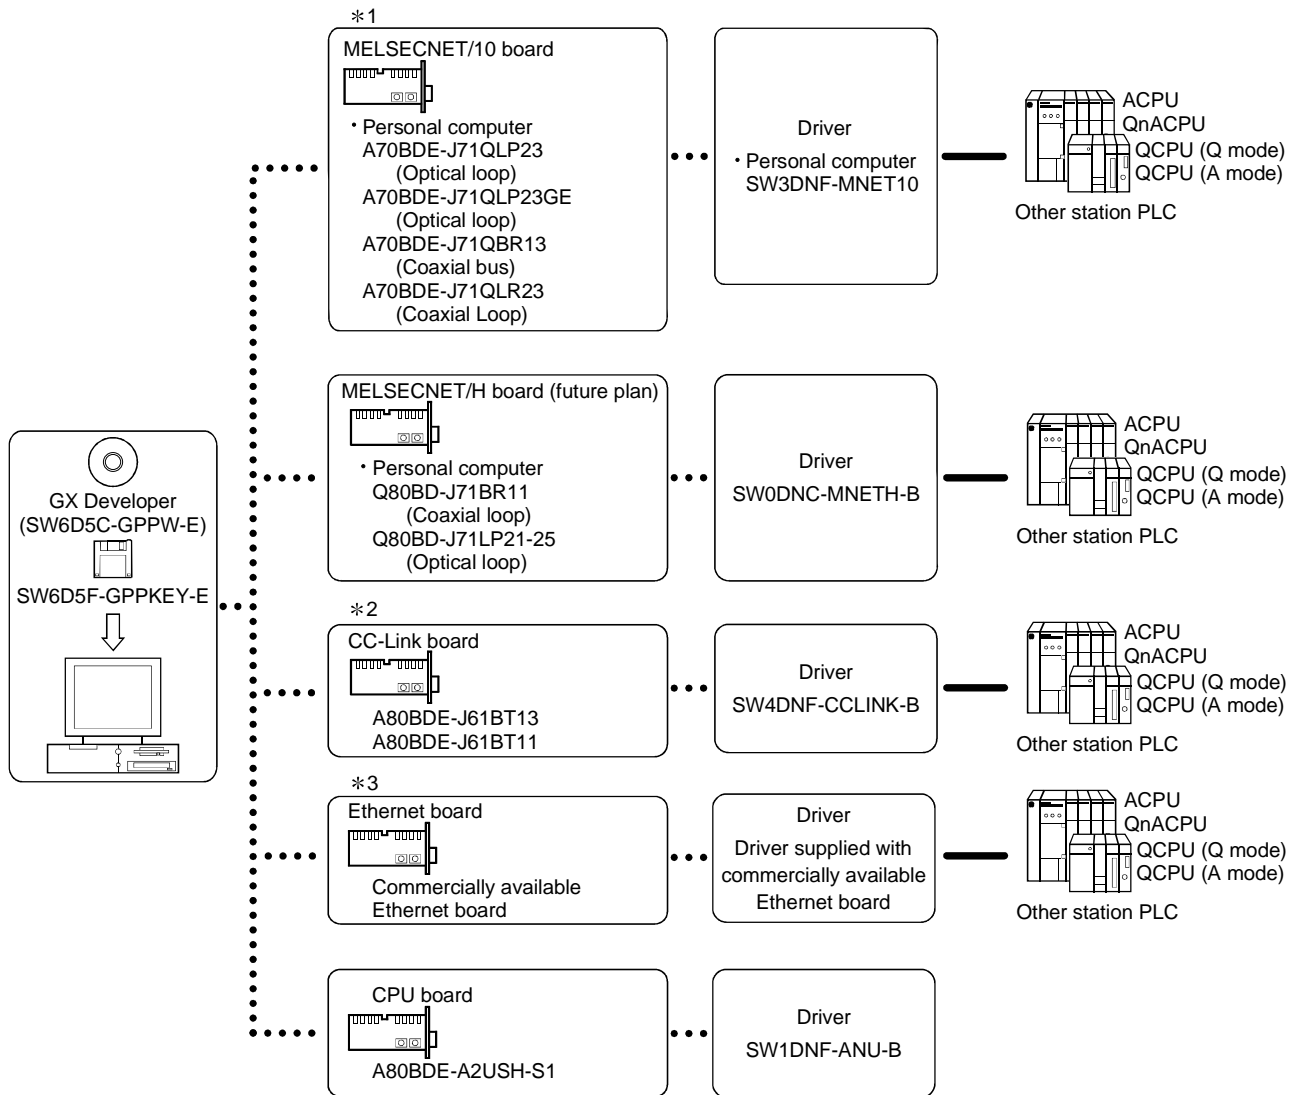 ∗1
MELSECNET/10 board
・Personal computer
A70BDE-J71QLP23
(Optical loop)
A70BDE-J71QLP23GE
(Optical loop)
A70BDE-J71QBR13
(Coaxial bus)
A70BDE-J71QLR23
(Coaxial Loop)
Driver
・Personal computer
SW3DNF-MNET10
ACPU
QnACPU
QCPU (Q mode)
QCPU (A mode)
Other station PLC
MELSECNET/H board (future plan)
・Personal computer
Q80BD-J71BR11
(Coaxial loop)
Q80BD-J71LP21-25
(Optical loop)
Driver
SW0DNC-MNETH-B
ACPU
QnACPU
QCPU (Q mode)
QCPU (A mode)
Other station PLC
GX Developer
(SW6D5C-GPPW-E)
SW6D5F-GPPKEY-E
∗2
CC-Link board
A80BDE-J61BT13
A80BDE-J61BT11
Driver
SW4DNF-CCLINK-B
ACPU
QnACPU
QCPU (Q mode)
QCPU (A mode)
Other station PLC
∗3
Ethernet board
Commercially available
Ethernet board
Driver
Driver supplied with
commercially available
Ethernet board
ACPU
QnACPU
QCPU (Q mode)
QCPU (A mode)
Other station PLC
CPU board
A80BDE-A2USH-S1
Driver
SW1DNF-ANU-B